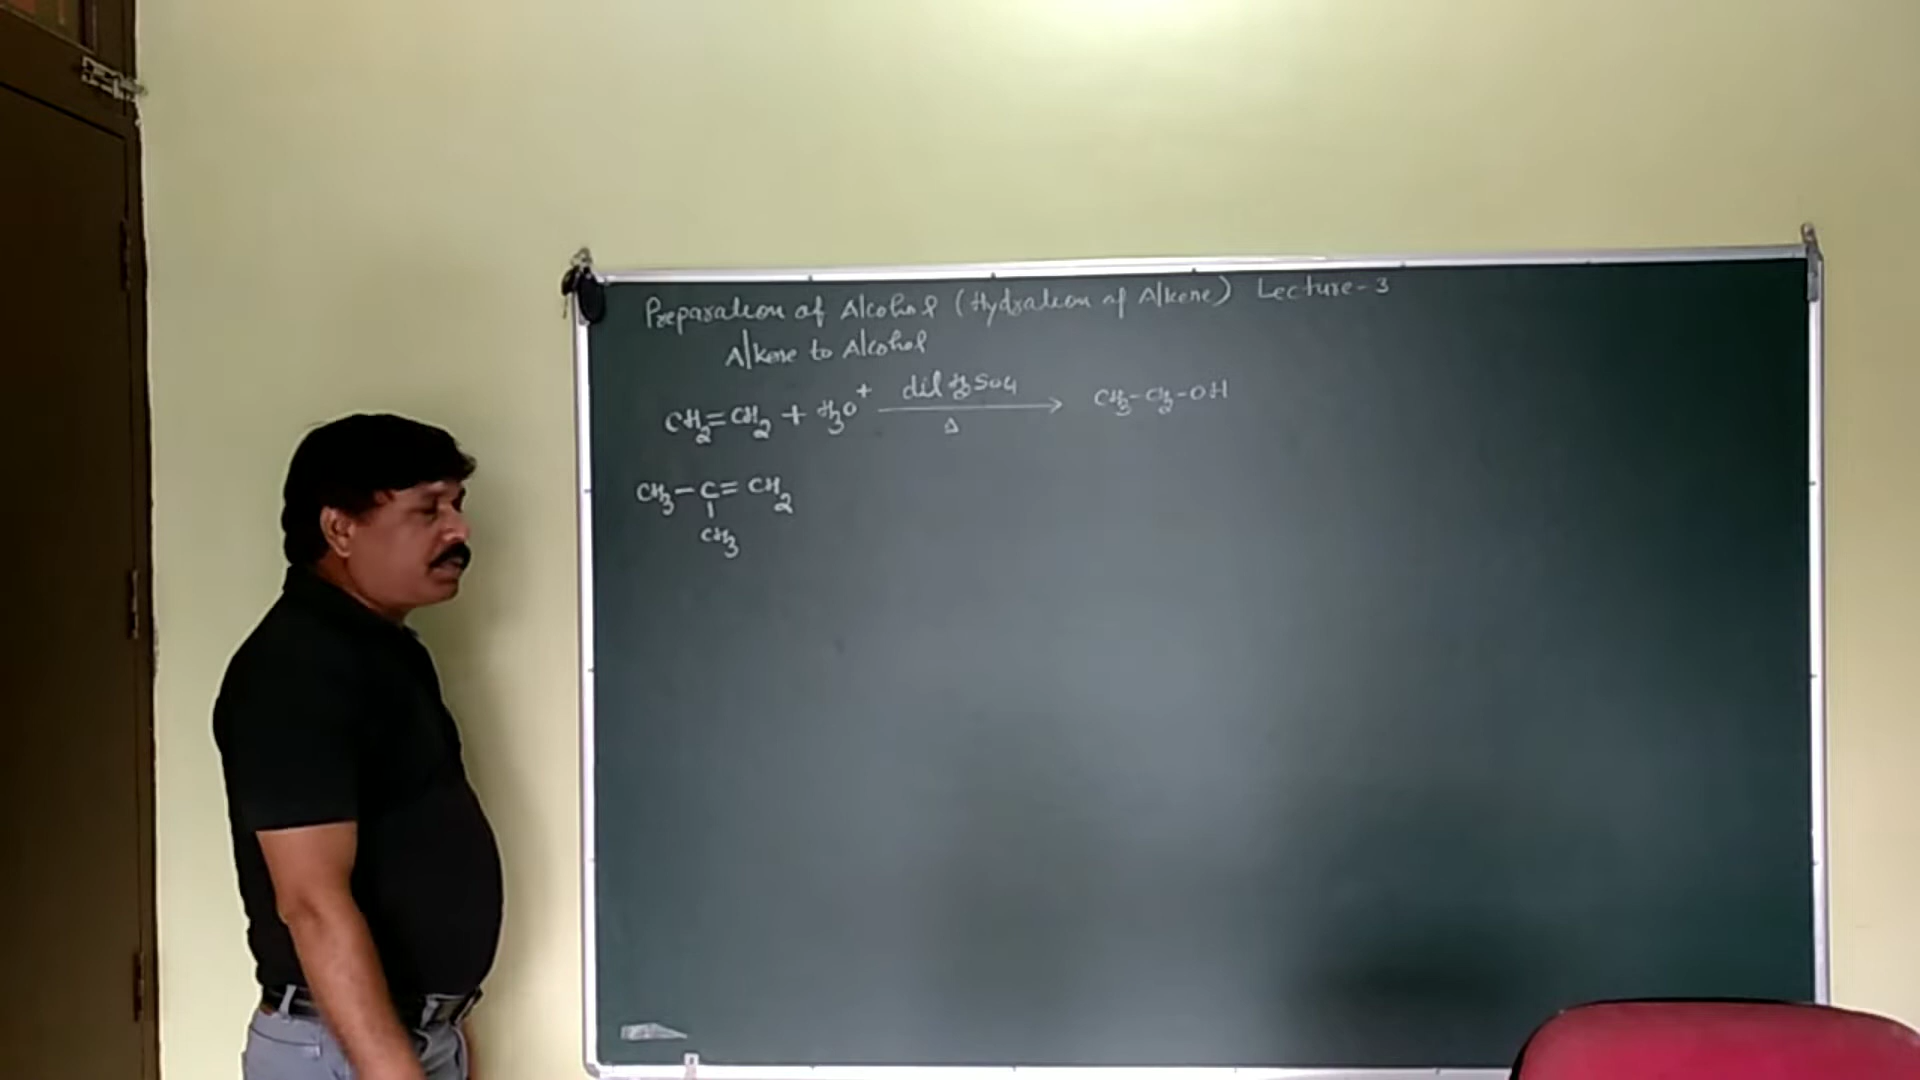 Preparation of Alcohol (Hydration of Alkene) Lecture-3
Alkene to Alcohol
CH₂=CH₂ + H₃O⁺ dil H₂SO₄ Δ → CH₃-CH₂-OH
CH₃-C=CH₂
CH₃